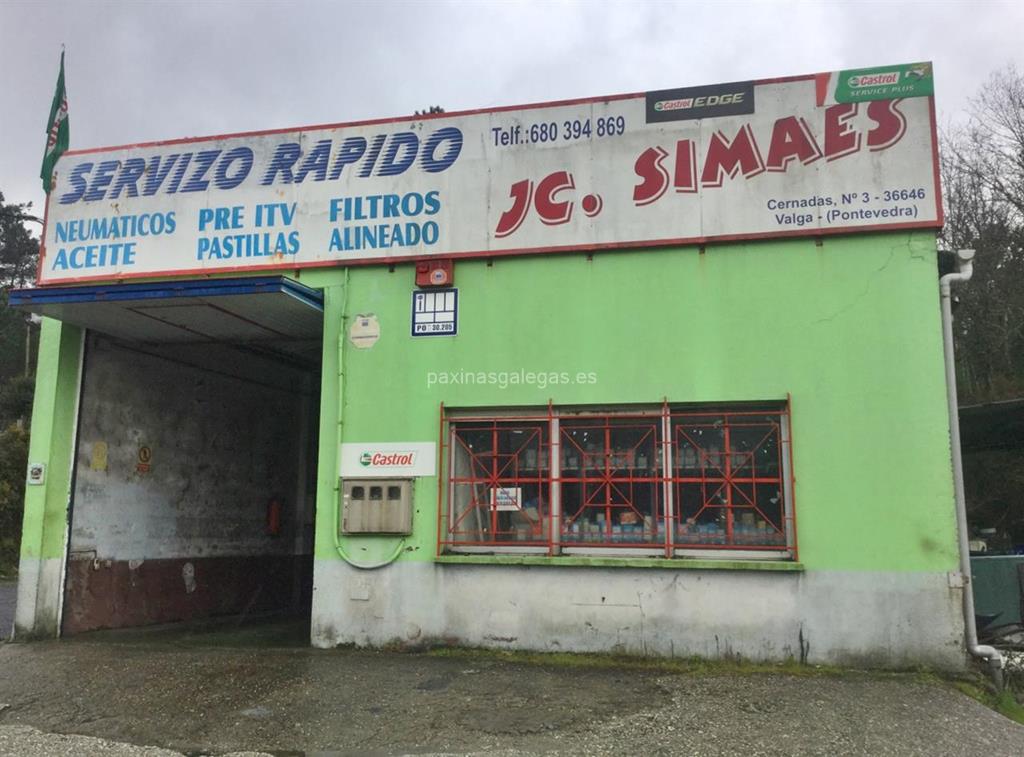 SERVIZO RAPIDO
NEUMATICOS
ACEITE
PRE ITV
PASTILLAS
FILTROS
ALINEADO
Telf.:680 394 869
JC. SIMAES
Castrol EDGE
Castrol
SERVICE PLUS
Cernadas, Nº 3 - 36646
Valga - (Pontevedra)
PO 30.205
paxinasgalegas.es
Castrol